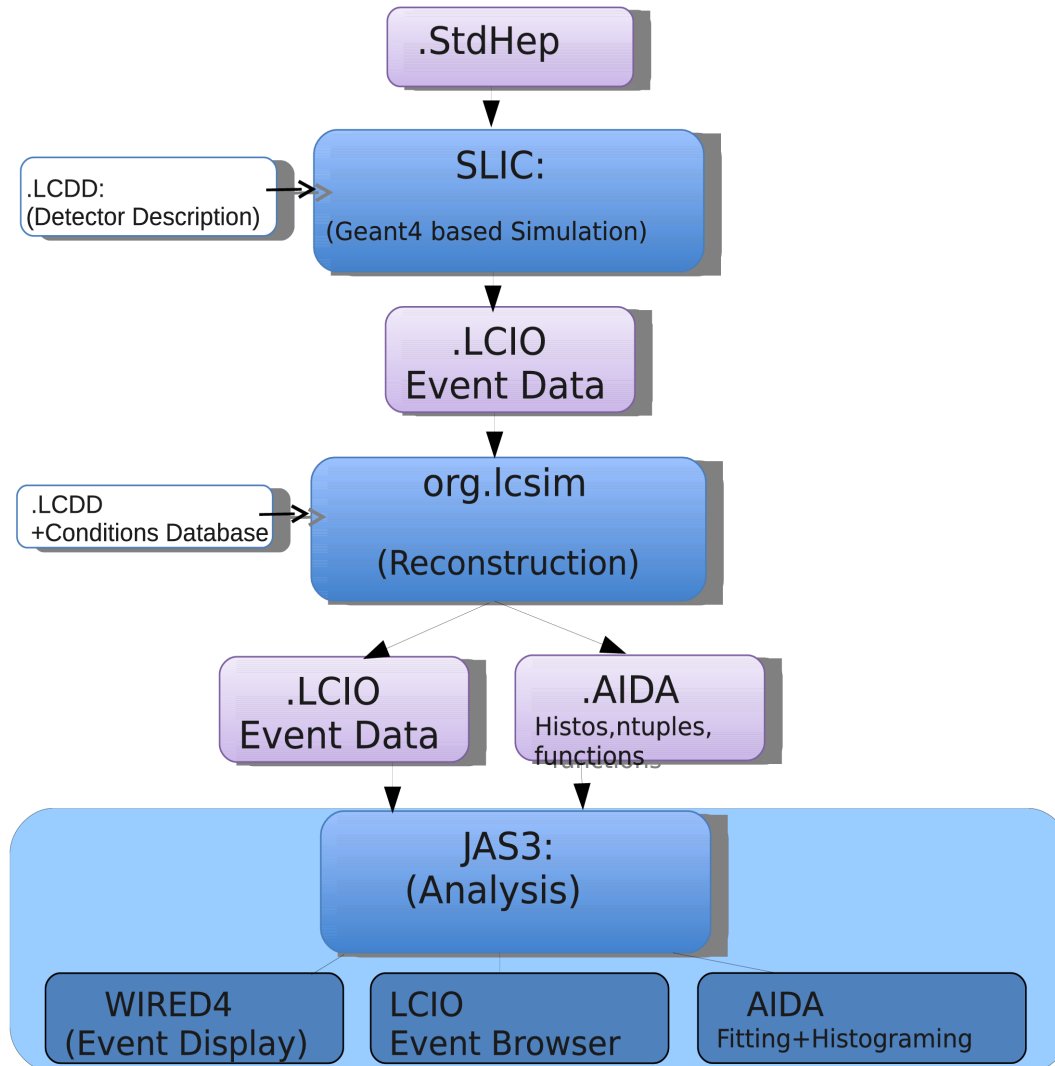 .StdHep
SLIC:
(Geant4 based Simulation)
.LCDD:
(Detector Description)
.LCIO
Event Data
org.lcsim
(Reconstruction)
.LCDD
+Conditions Database
.LCIO
Event Data
.AIDA
Histos,ntuples,
functions
JAS3:
(Analysis)
WIRED4
(Event Display)
LCIO
Event Browser
AIDA
Fitting+Histograming